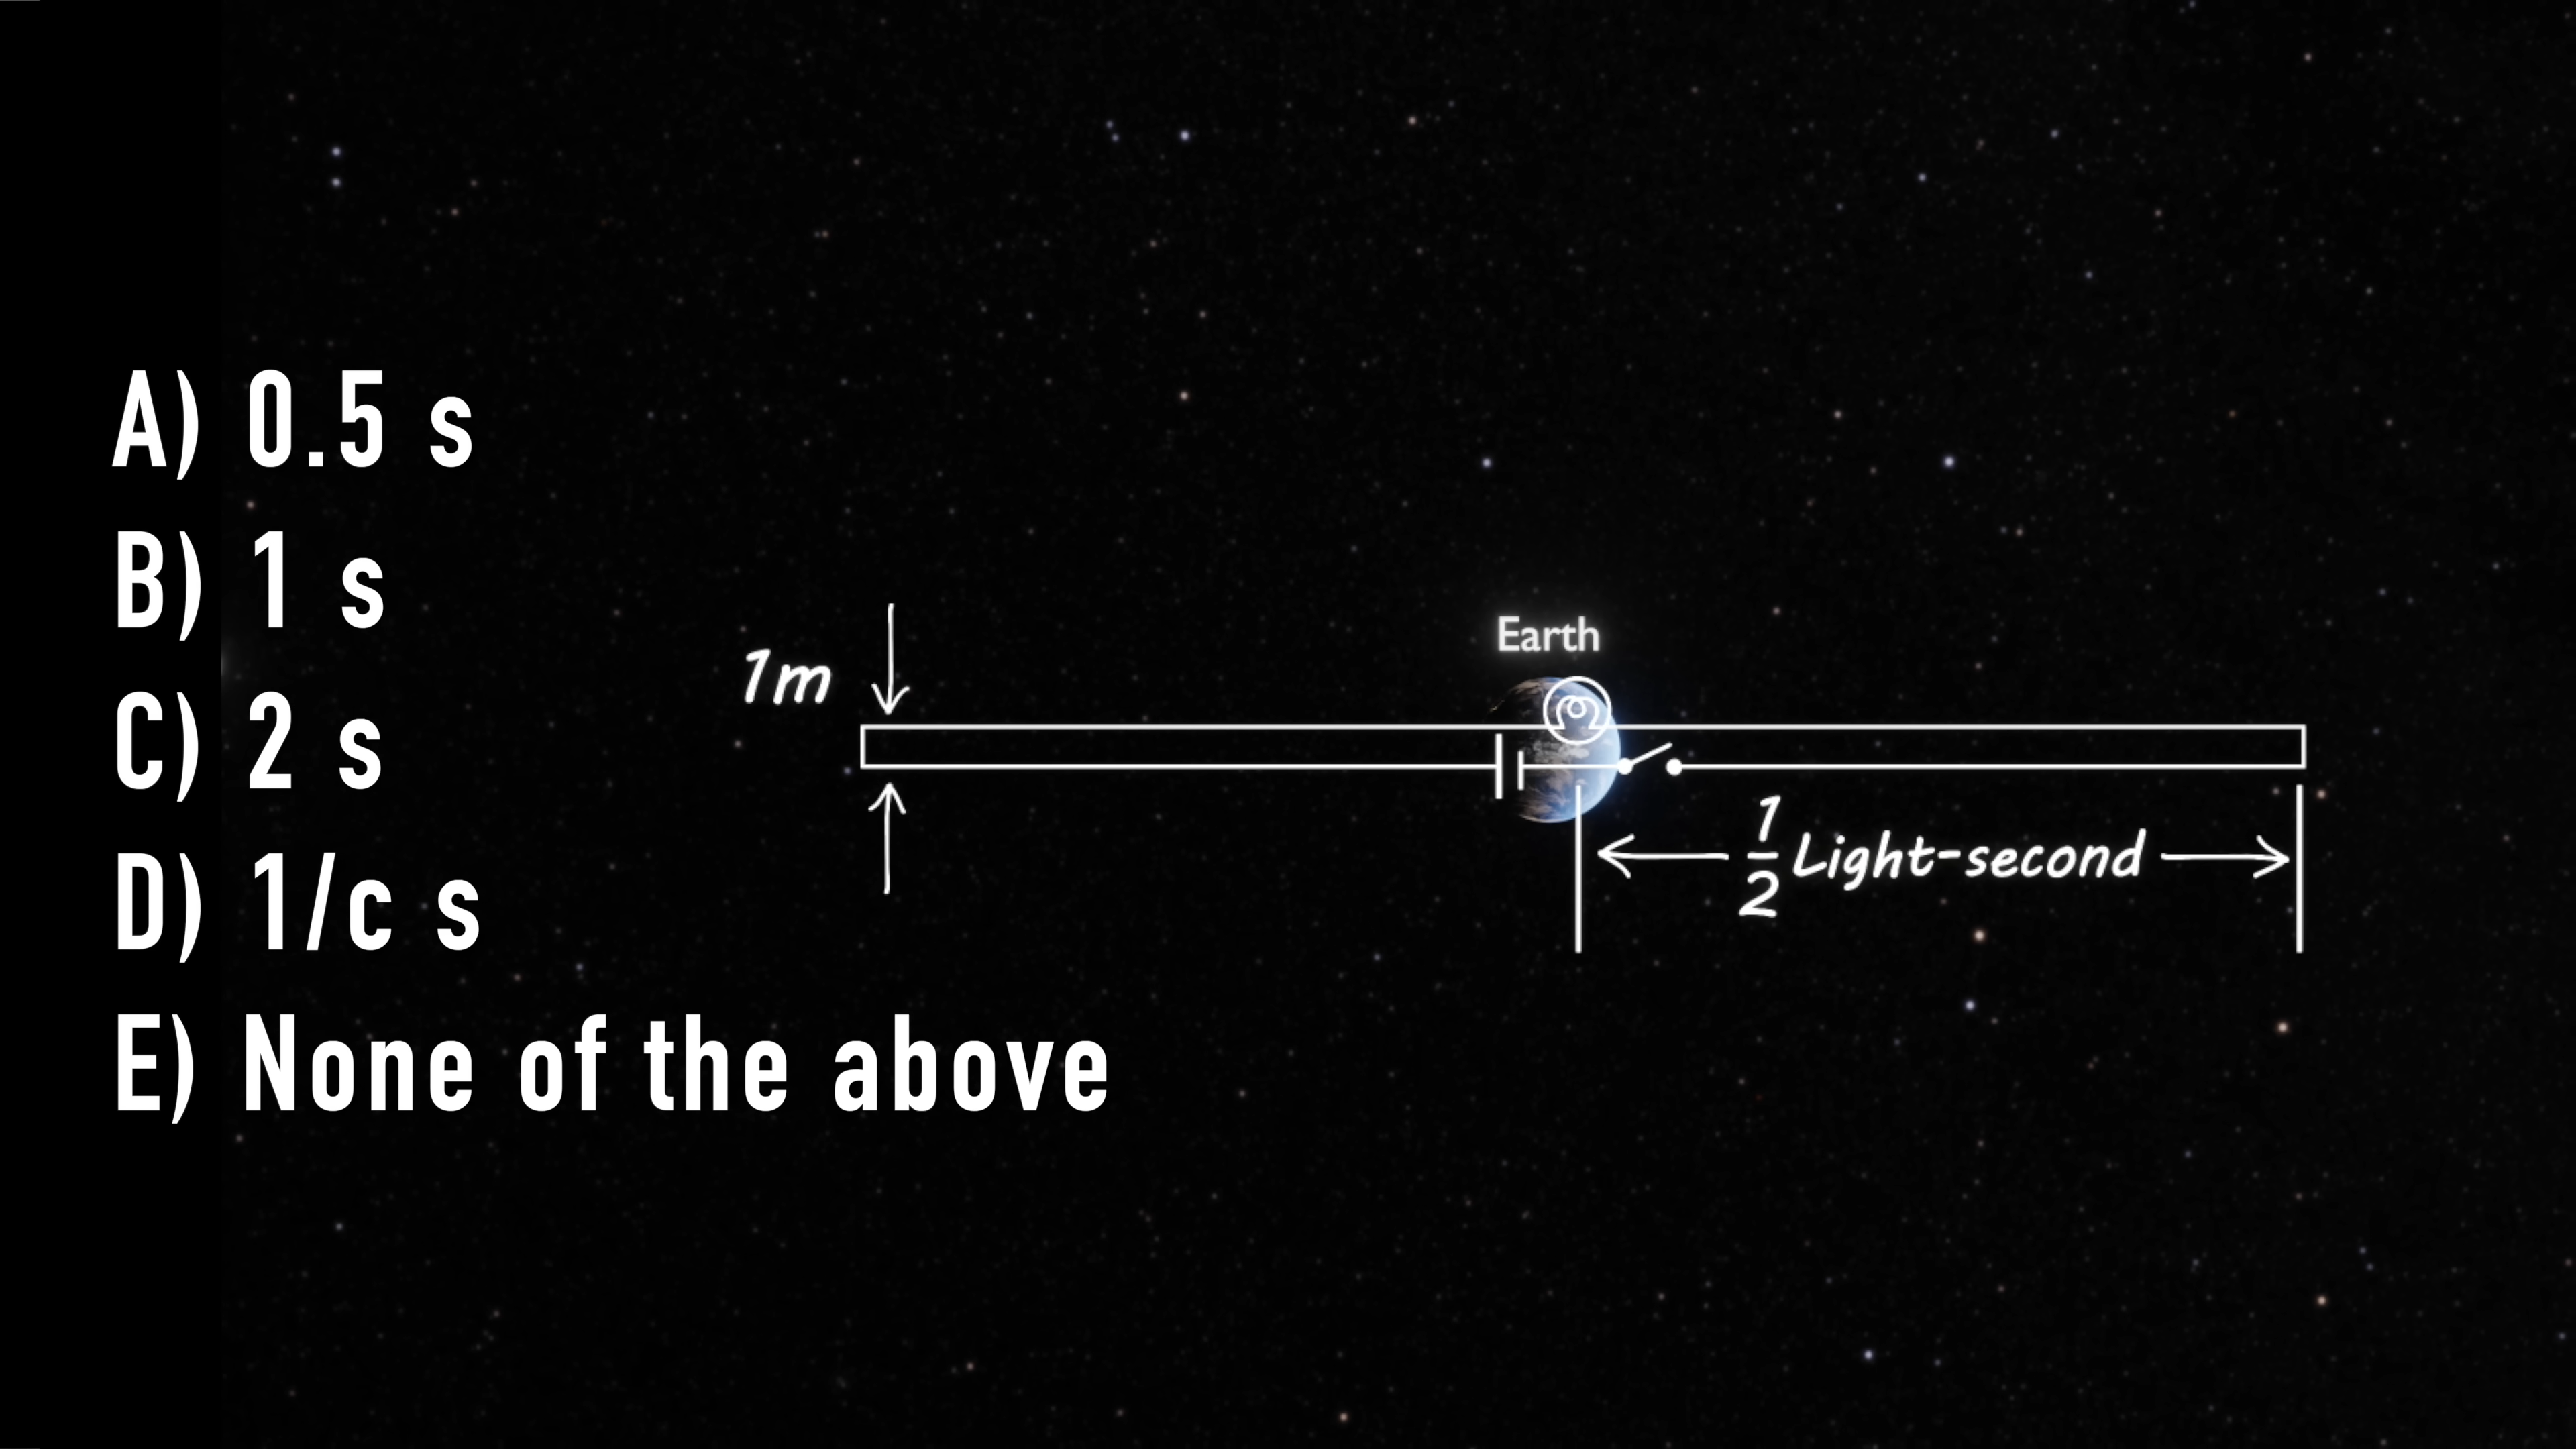 A) 0.5 s
B) 1 s
C) 2 s
D) 1/c s
E) None of the above
1m
Earth
1/2 Light-second